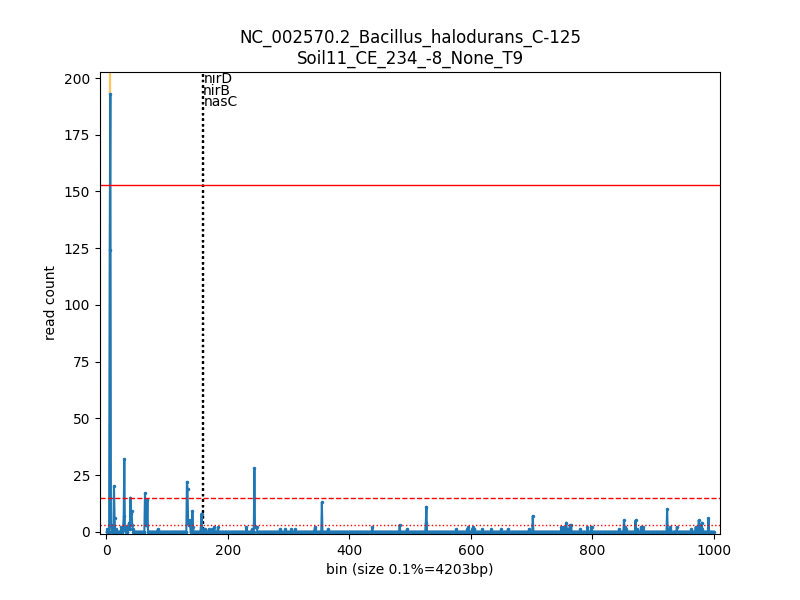 NC_002570.2_Bacillus_halodurans_C-125
Soil11_CE_234_-8_None_T9
200
175
150
125
100
75
50
25
0
read count
nirD
nirB
nasC
0 200 400 600 800 1000
bin (size 0.1%=4203bp)